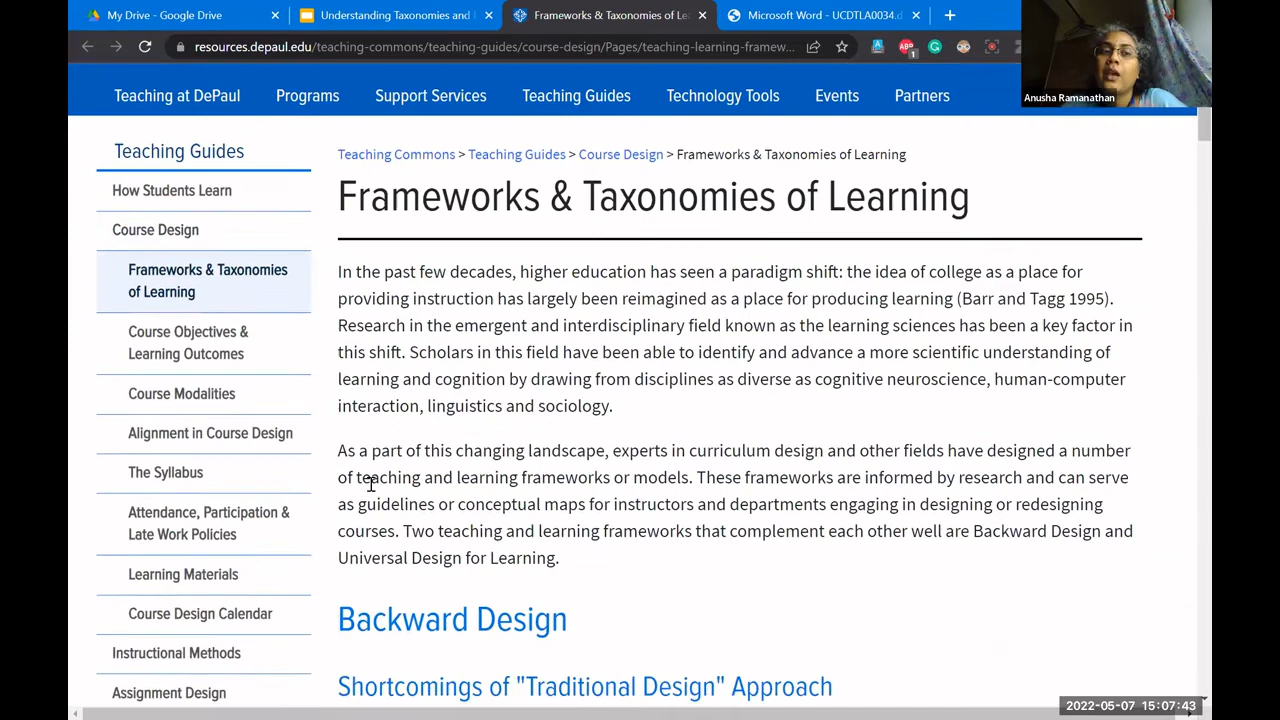 My Drive - Google Drive
Understanding Taxonomies and
Frameworks & Taxonomies of Le
Microsoft Word - UCDTLA0034.d
resources.depaul.edu/teaching-commons/teaching-guides/course-design/Pages/teaching-learning-framew...
ABP
1
Anusha Ramanathan
Teaching at DePaul
Programs
Support Services
Teaching Guides
Technology Tools
Events
Partners
Teaching Guides
How Students Learn
Course Design
Frameworks & Taxonomies
of Learning
Course Objectives &
Learning Outcomes
Course Modalities
Alignment in Course Design
The Syllabus
Attendance, Participation &
Late Work Policies
Learning Materials
Course Design Calendar
Instructional Methods
Assignment Design
Teaching Commons > Teaching Guides > Course Design > Frameworks & Taxonomies of Learning
Frameworks & Taxonomies of Learning
In the past few decades, higher education has seen a paradigm shift: the idea of college as a place for
providing instruction has largely been reimagined as a place for producing learning (Barr and Tagg 1995).
Research in the emergent and interdisciplinary field known as the learning sciences has been a key factor in
this shift. Scholars in this field have been able to identify and advance a more scientific understanding of
learning and cognition by drawing from disciplines as diverse as cognitive neuroscience, human-computer
interaction, linguistics and sociology.
As a part of this changing landscape, experts in curriculum design and other fields have designed a number
of teaching and learning frameworks or models. These frameworks are informed by research and can serve
as guidelines or conceptual maps for instructors and departments engaging in designing or redesigning
courses. Two teaching and learning frameworks that complement each other well are Backward Design and
Universal Design for Learning.
Backward Design
Shortcomings of "Traditional Design" Approach
2022-05-07 15:07:43